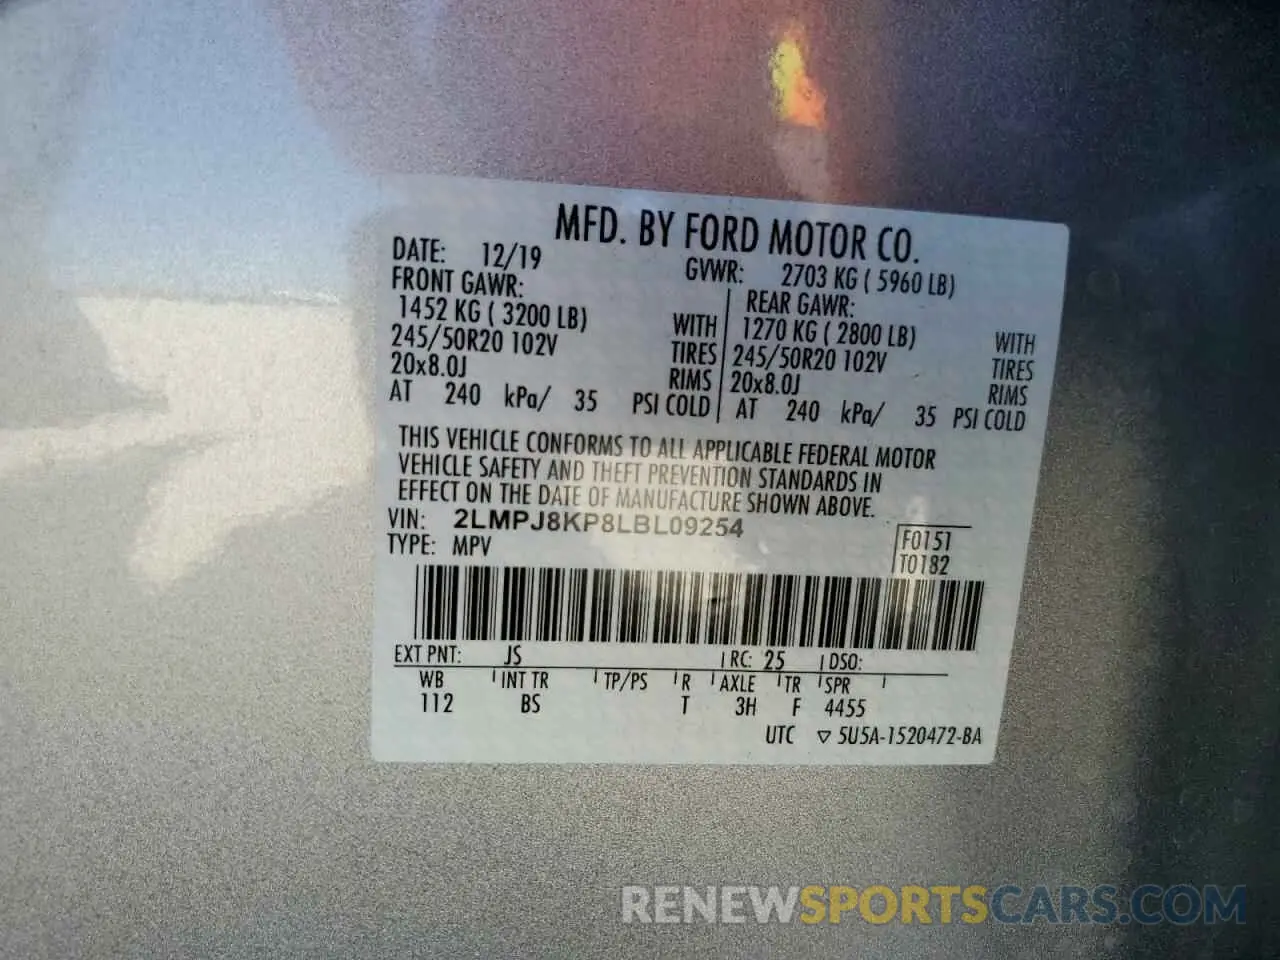 MFD. BY FORD MOTOR CO.
DATE: 12/19 GVWR: 2703 KG ( 5960 LB)
FRONT GAWR: REAR GAWR:
1452 KG ( 3200 LB) WITH 1270 KG ( 2800 LB) WITH
245/50R20 102V TIRES 245/50R20 102V TIRES
20x8.0J RIMS 20x8.0J RIMS
AT 240 kPa/ 35 PSI COLD AT 240 kPa/ 35 PSI COLD
THIS VEHICLE CONFORMS TO ALL APPLICABLE FEDERAL MOTOR
VEHICLE SAFETY AND THEFT PREVENTION STANDARDS IN
EFFECT ON THE DATE OF MANUFACTURE SHOWN ABOVE.
VIN: 2LMPJ8KP8LBL09254
TYPE: MPV
F0151
T0182
EXT PNT: JS RC: 25 DSO:
WB INT TR TP/PS R AXLE TR SPR
112 BS T 3H F 4455
UTC ▽ 5U5A-1520472-BA
RENEWSPORTSCARS.COM